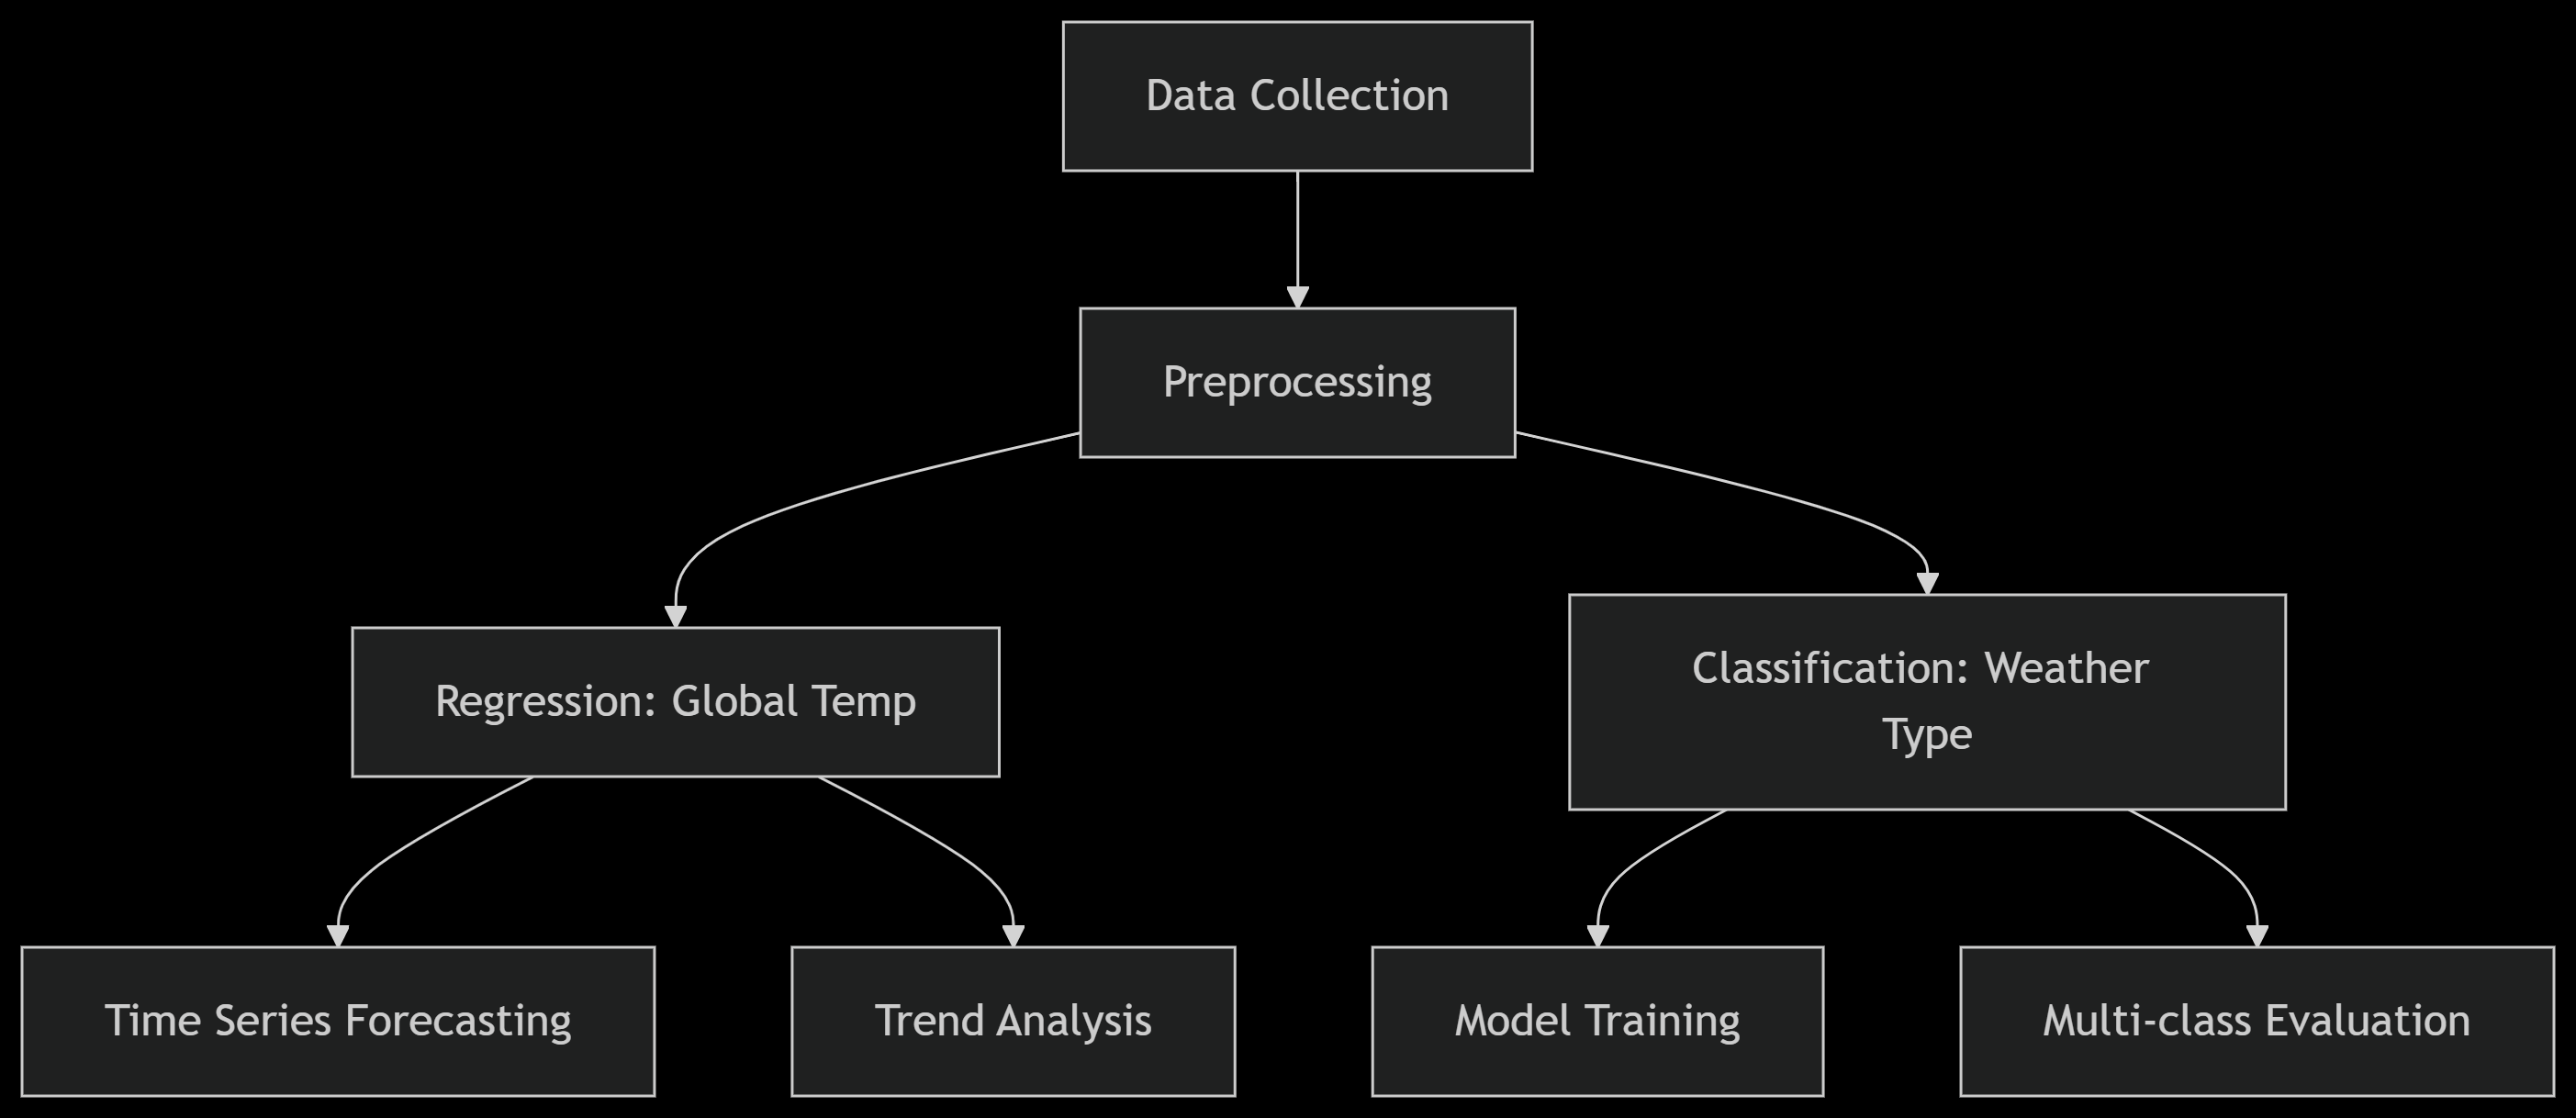 Data Collection
Preprocessing
Regression: Global Temp
Classification: Weather
Type
Time Series Forecasting
Trend Analysis
Model Training
Multi-class Evaluation